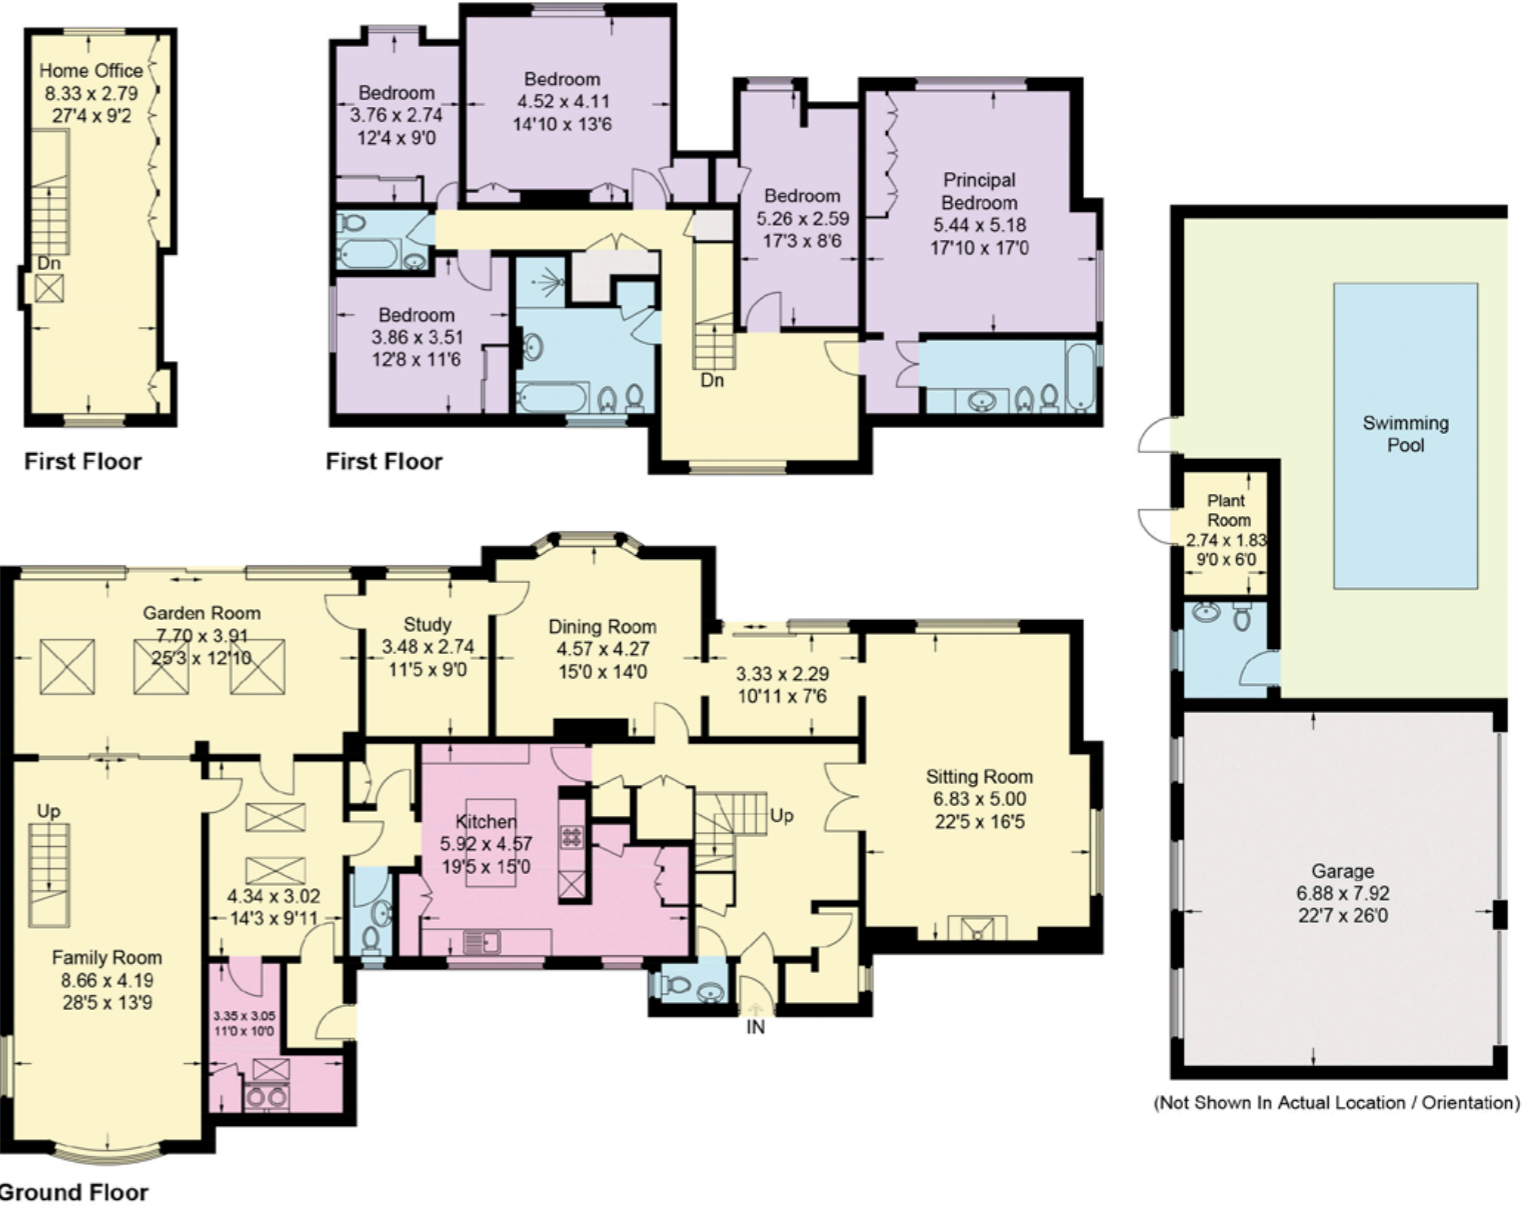 Home Office
8.33 x 2.79
27'4 x 9'2
Dn
First Floor
Bedroom
3.76 x 2.74
12'4 x 9'0
Bedroom
4.52 x 4.11
14'10 x 13'6
Bedroom
5.26 x 2.59
17'3 x 8'6
Principal
Bedroom
5.44 x 5.18
17'10 x 17'0
Bedroom
3.86 x 3.51
12'8 x 11'6
Dn
First Floor
Swimming
Pool
Plant
Room
2.74 x 1.83
9'0 x 6'0
Garage
6.88 x 7.92
22'7 x 26'0
(Not Shown In Actual Location / Orientation)
Garden Room
7.70 x 3.91
25'3 x 12'10
Study
3.48 x 2.74
11'5 x 9'0
Dining Room
4.57 x 4.27
15'0 x 14'0
3.33 x 2.29
10'11 x 7'6
Sitting Room
6.83 x 5.00
22'5 x 16'5
Up
Kitchen
5.92 x 4.57
19'5 x 15'0
Up
4.34 x 3.02
14'3 x 9'11
Family Room
8.66 x 4.19
28'5 x 13'9
3.35 x 3.05
11'0 x 10'0
IN
Ground Floor